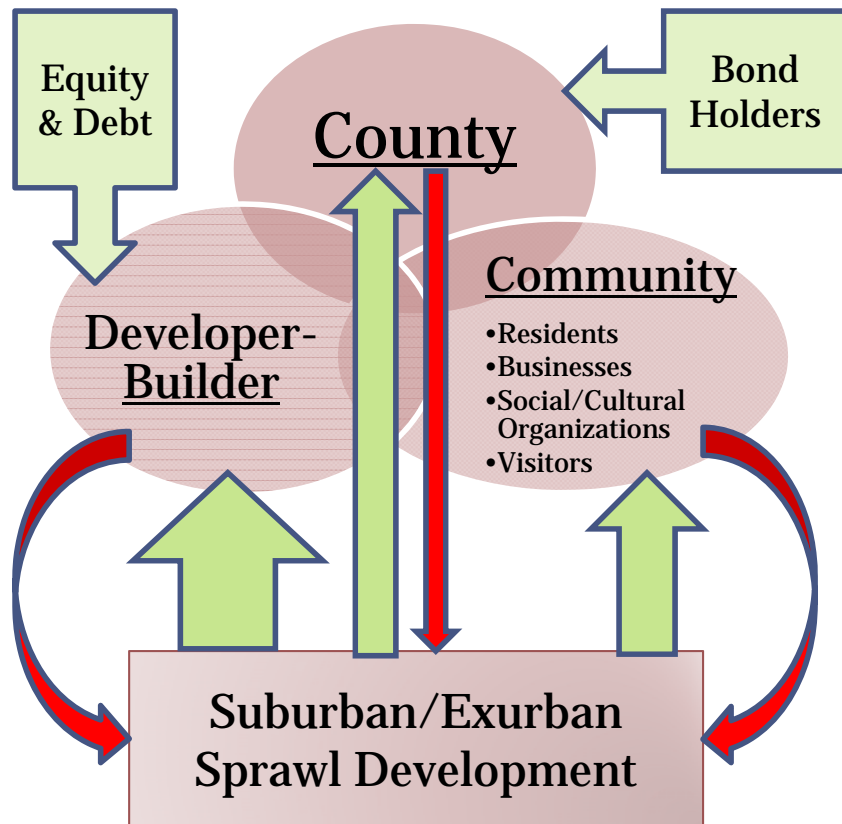 Equity
& Debt
Bond
Holders
County
Developer-
Builder
Community
•Residents
•Businesses
•Social/Cultural
Organizations
•Visitors
Suburban/Exurban
Sprawl Development